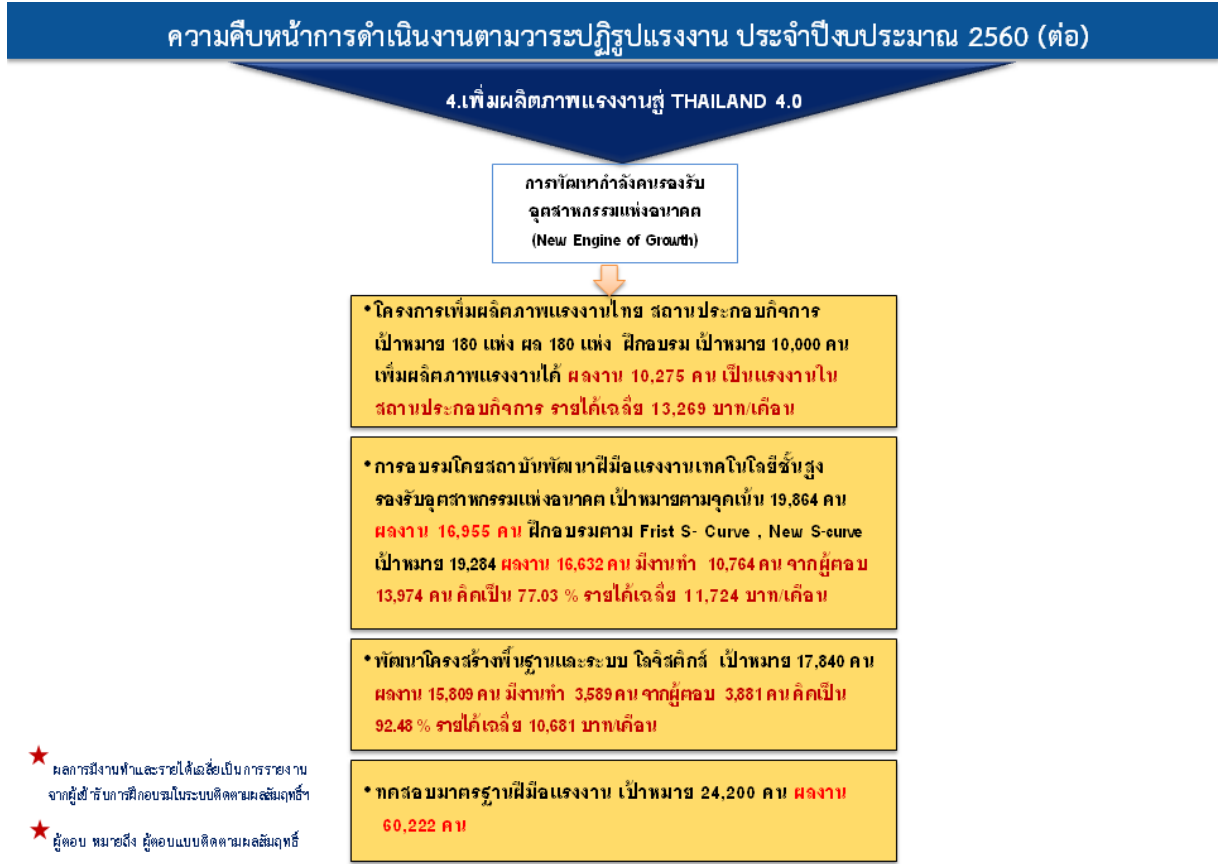 ความคืบหน้าการดำเนินงานตามวาระปฏิรูปแรงงาน ประจำปีงบประมาณ 2560 (ต่อ)
4.เพิ่มผลิตภาพแรงงานสู่ THAILAND 4.0
การพัฒนากำลังคนรองรับ
อุตสาหกรรมแห่งอนาคต
(New Engine of Growth)
•โครงการเพิ่มผลิตภาพแรงงานไทย สถานประกอบกิจการ
เป้าหมาย 180 แห่ง ผล 180 แห่ง ฝึกอบรม เป้าหมาย 10,000 คน
เพิ่มผลิตภาพแรงงานได้ ผลงาน 10,275 คน เป็นแรงงานใน
สถานประกอบกิจการ รายได้เฉลี่ย 13,269 บาท/เดือน
•การอบรมโดยสถาบันพัฒนาฝีมือแรงงานเทคโนโลยีชั้นสูง
รองรับอุตสาหกรรมแห่งอนาคต เป้าหมายตามจุดเน้น 19,864 คน
ผลงาน 16,955 คน ฝึกอบรมตาม Frist S- Curve , New S-curve
เป้าหมาย 19,284 ผลงาน 16,632 คน มีงานทำ 10,764 คน จากผู้ตอบ
13,974 คน คิดเป็น 77.03 % รายได้เฉลี่ย 11,724 บาท/เดือน
•พัฒนาโครงสร้างพื้นฐานและระบบ โลจิสติกส์ เป้าหมาย 17,840 คน
ผลงาน 15,809 คน มีงานทำ 3,589 คน จากผู้ตอบ 3,881 คน คิดเป็น
92.48 % รายได้เฉลี่ย 10,681 บาท/เดือน
• ทดสอบมาตรฐานฝีมือแรงงาน เป้าหมาย 24,200 คน ผลงาน
60,222 คน
ผลการมีงานทำและรายได้เฉลี่ยเป็นการรายงาน
จากผู้เข้ารับการฝึกอบรมในระบบติดตามผลสัมฤทธิ์ฯ
ผู้ตอบ หมายถึง ผู้ตอบแบบติดตามผลสัมฤทธิ์